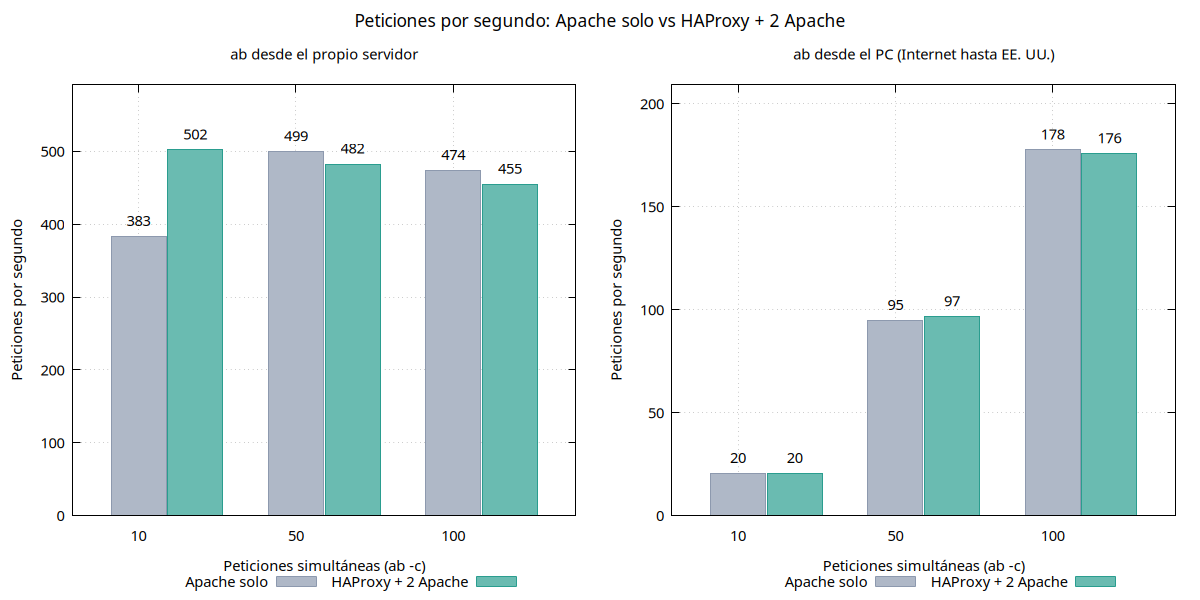 Peticiones por segundo: Apache solo vs HAProxy + 2 Apache
ab desde el propio servidor
Peticiones por segundo
500
400
300
200
100
0
383
502
499
482
474
455
10
50
100
Peticiones simultáneas (ab -c)
Apache solo
HAProxy + 2 Apache
ab desde el PC (Internet hasta EE. UU.)
Peticiones por segundo
200
150
100
50
0
20
20
95
97
178
176
10
50
100
Peticiones simultáneas (ab -c)
Apache solo
HAProxy + 2 Apache